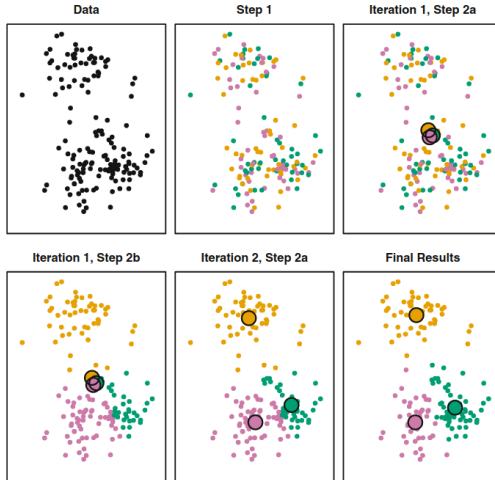 Data
Step 1
Iteration 1, Step 2a
Iteration 1, Step 2b
Iteration 2, Step 2a
Final Results